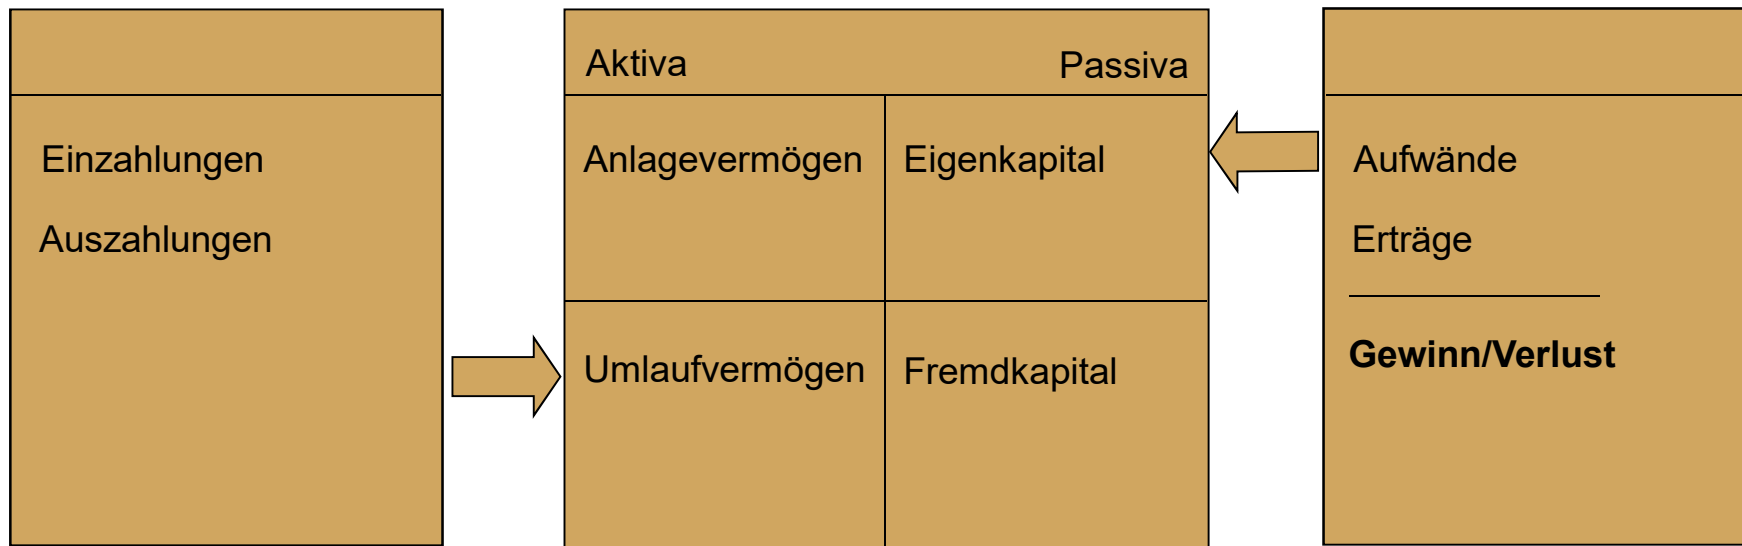 Einzahlungen
Auszahlungen
Aktiva
Passiva
Anlagevermögen
Eigenkapital
Umlaufvermögen
Fremdkapital
Aufwände
Erträge
Gewinn/Verlust